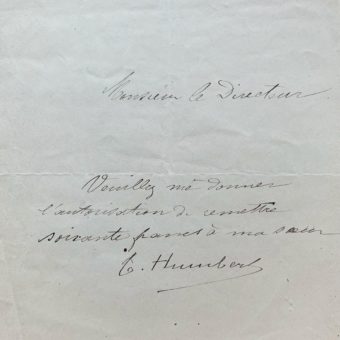 Monsieur le Directeur
Veuillez me donner
l'autorisation de remettre
soixante francs à ma sœur
T. Humbert